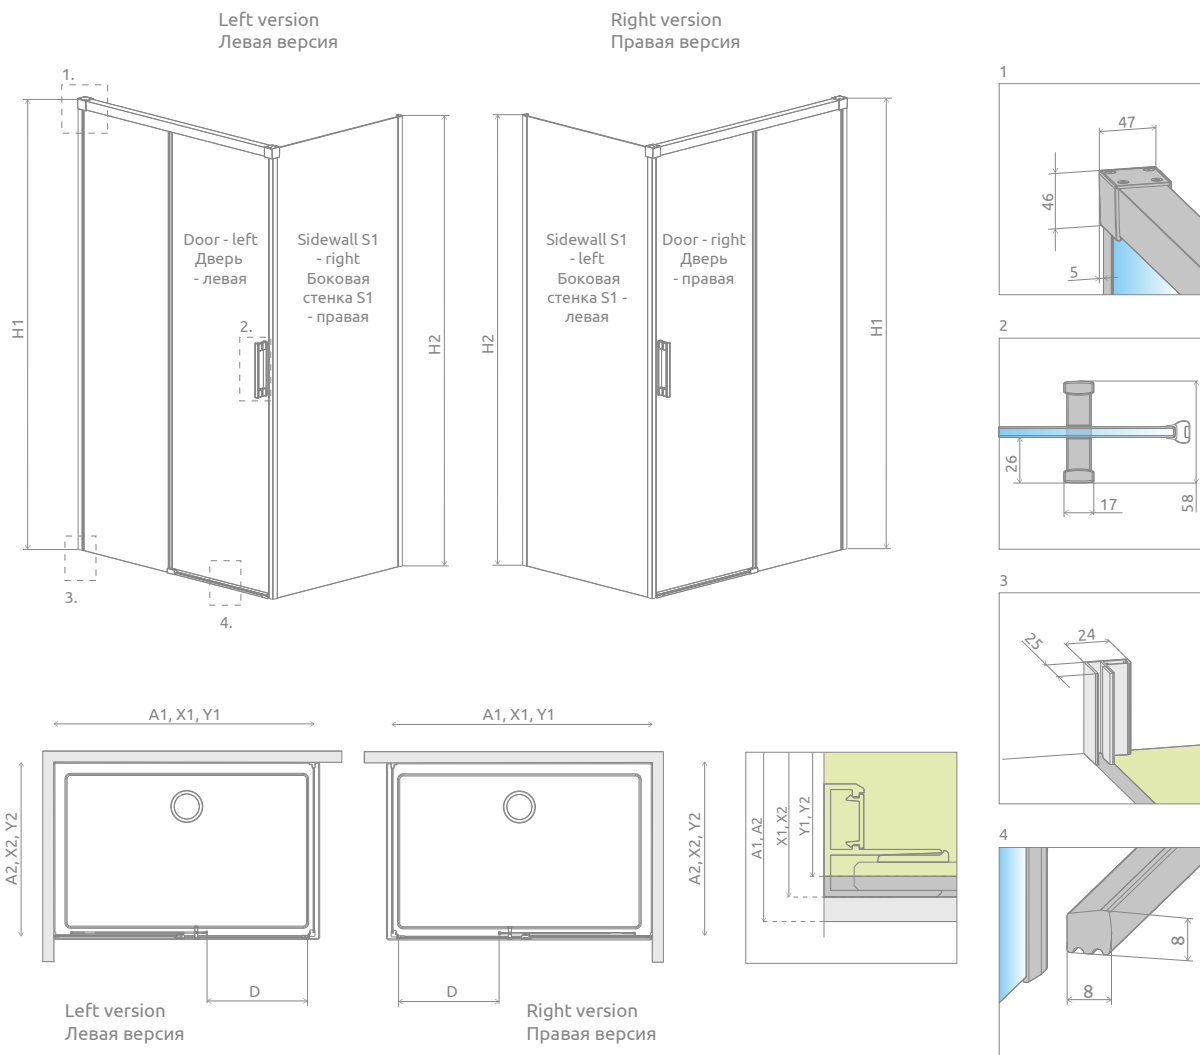 Left version
Левая версия
Right version
Правая версия
1.
Door - left
Дверь
- левая
Sidewall S1
- right
Боковая
стенка S1
- правая
2.
H1
H2
3.
4.
Sidewall S1
- left
Боковая
стенка S1 -
левая
Door - right
Дверь
- правая
H2
H1
1
47
46
5
2
26
17
58
3
25
24
4
8
8
A1, X1, Y1
A2, X2, Y2
D
Left version
Левая версия
A1, X1, Y1
A2, X2, Y2
D
Right version
Правая версия
A1, A2
X1, X2
Y1, Y2